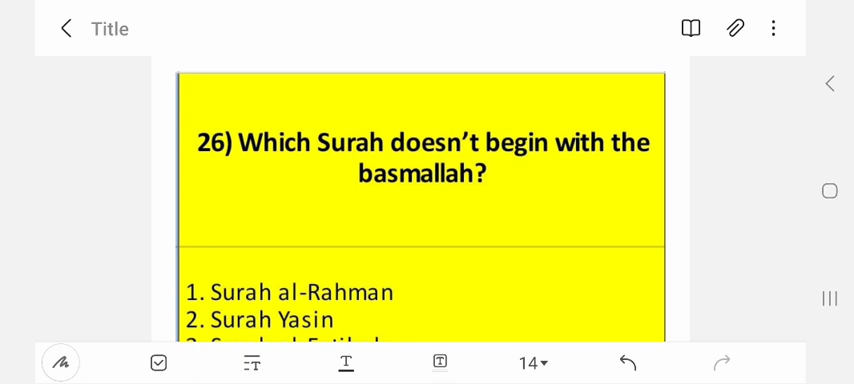 Title
26) Which Surah doesn't begin with the
basmallah?
1. Surah al-Rahman
2. Surah Yasin
14